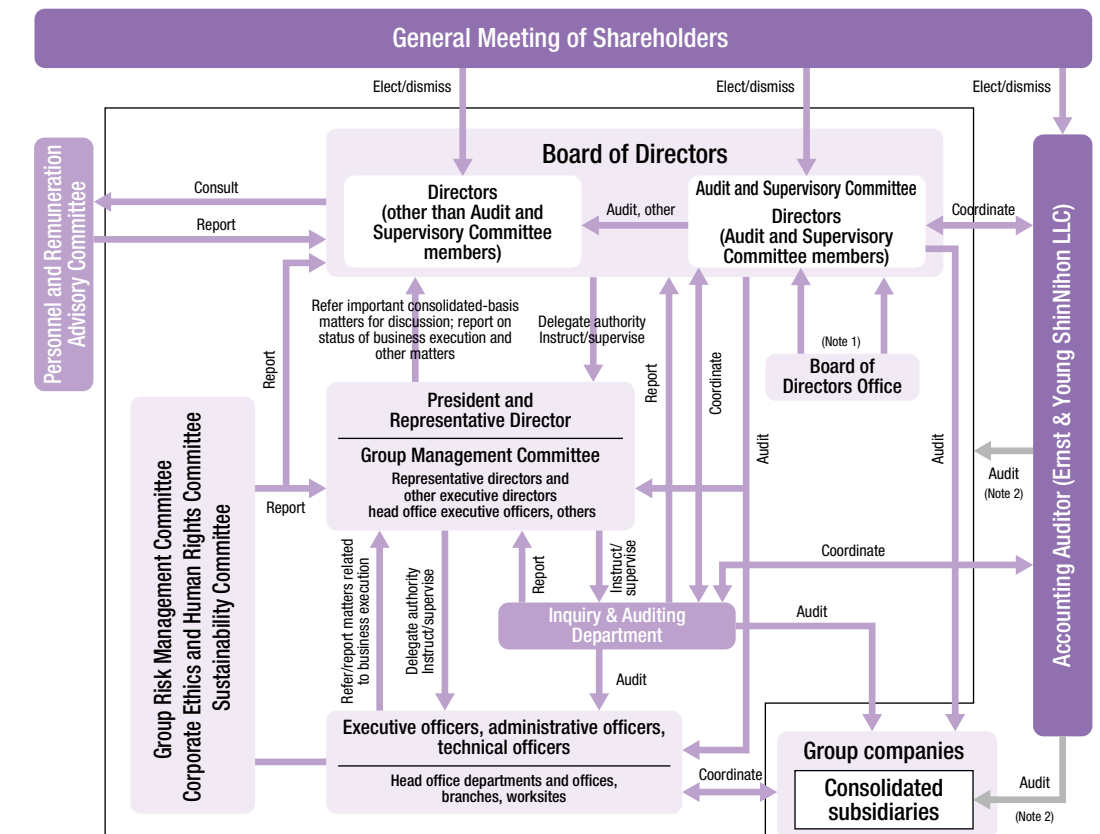 General Meeting of Shareholders
Elect/dismiss
Elect/dismiss
Elect/dismiss
Personnel and Remuneration
Advisory Committee
Consult
Report
Board of Directors
Directors
(other than Audit and
Supervisory Committee
members)
Audit, other
Audit and Supervisory Committee
Directors
(Audit and Supervisory
Committee members)
Coordinate
Accounting Auditor (Ernst & Young ShinNihon LLC)
Refer important consolidated-basis
matters for discussion; report on
status of business execution and
other matters
Delegate authority
Instruct/supervise
Report
Report
Coordinate
Audit
(Note 1)
Board of
Directors Office
Audit
Audit
(Note 2)
President and
Representative Director
Group Management Committee
Representative directors and
other executive directors
head office executive officers, others
Group Risk Management Committee
Corporate Ethics and Human Rights Committee
Sustainability Committee
Report
Refer/report matters related
to business execution
Delegate authority
Instruct/supervise
Report
Instruct/
supervise
Coordinate
Inquiry & Auditing
Department
Audit
Audit
Executive officers, administrative officers,
technical officers
Head office departments and offices,
branches, worksites
Coordinate
Group companies
Consolidated
subsidiaries
Audit
(Note 2)